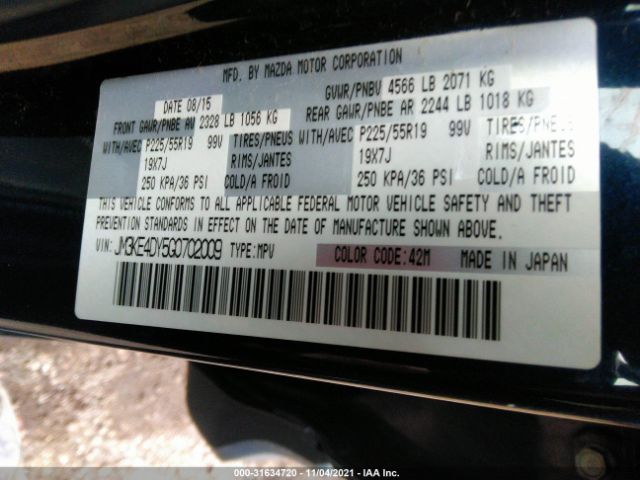 MFD. BY MAZDA MOTOR CORPORATION
DATE 08/15 GVWR/PNBV 4566 LB 2071 KG
FRONT GAWR/PNBE AV 2328 LB 1056 KG REAR GAWR/PNBE AR 2244 LB 1018 KG
WITH/AVEC P225/55R19 99V TIRES/PNEUS WITH/AVEC P225/55R19 99V TIRES/PNE
19X7J RIMS/JANTES 19X7J RIMS/JANTES
250 KPA/36 PSI COLD/A FROID 250 KPA/36 PSI COLD/A FROID
THIS VEHICLE CONFORMS TO ALL APPLICABLE FEDERAL MOTOR VEHICLE SAFETY AND THEFT
PREVENTION STANDARDS IN EFFECT ON THE DATE OF MANUFACTURE SHOWN ABOVE.
VIN: JM3KE4DY5G0702009 TYPE:MPV COLOR CODE:42M MADE IN JAPAN
000-31634720 - 11/04/2021 - IAA Inc.